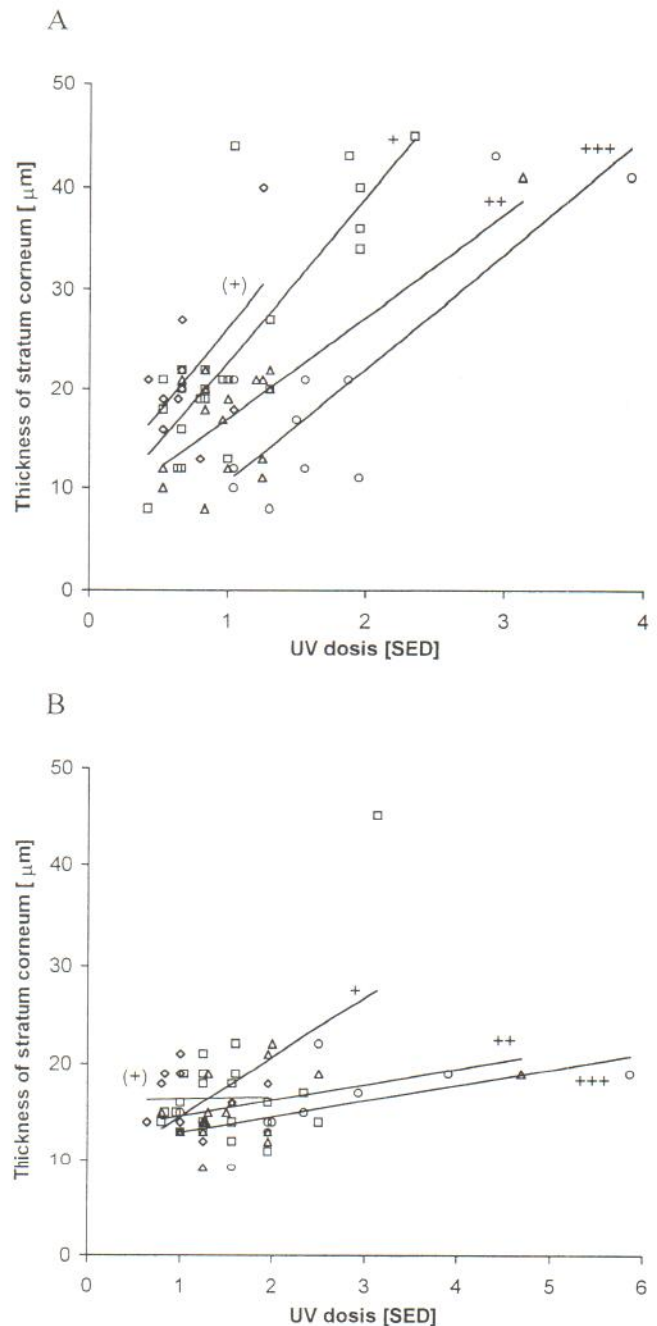 A
50
40
30
20
10
0
Thickness of stratum corneum [ μm]
(+)
+
++
+++
0 1 2 3 4
UV dosis [SED]
B
50
40
30
20
10
0
Thickness of stratum corneum [ μm]
(+)
+
++
+++
0 1 2 3 4 5 6
UV dosis [SED]